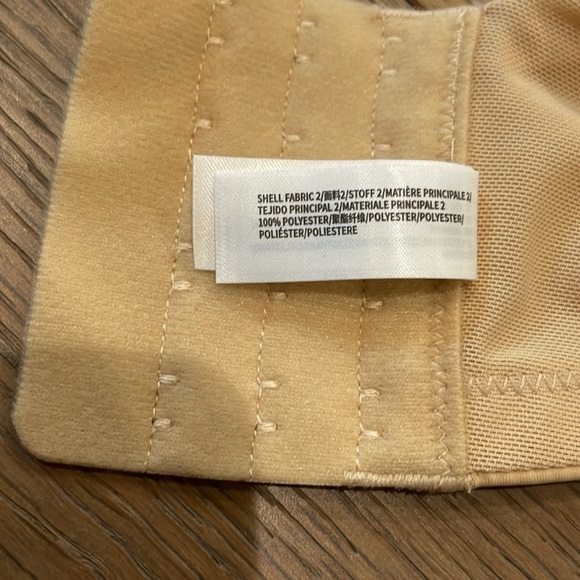 SHELL FABRIC 2/面料2/STOFF 2/MATIÈRE PRINCIPALE 2/
TEJIDO PRINCIPAL 2/MATERIALE PRINCIPALE 2
100% POLYESTER/聚酯纤维/POLYESTER/POLYESTER/
POLIÉSTER/POLIESTERE